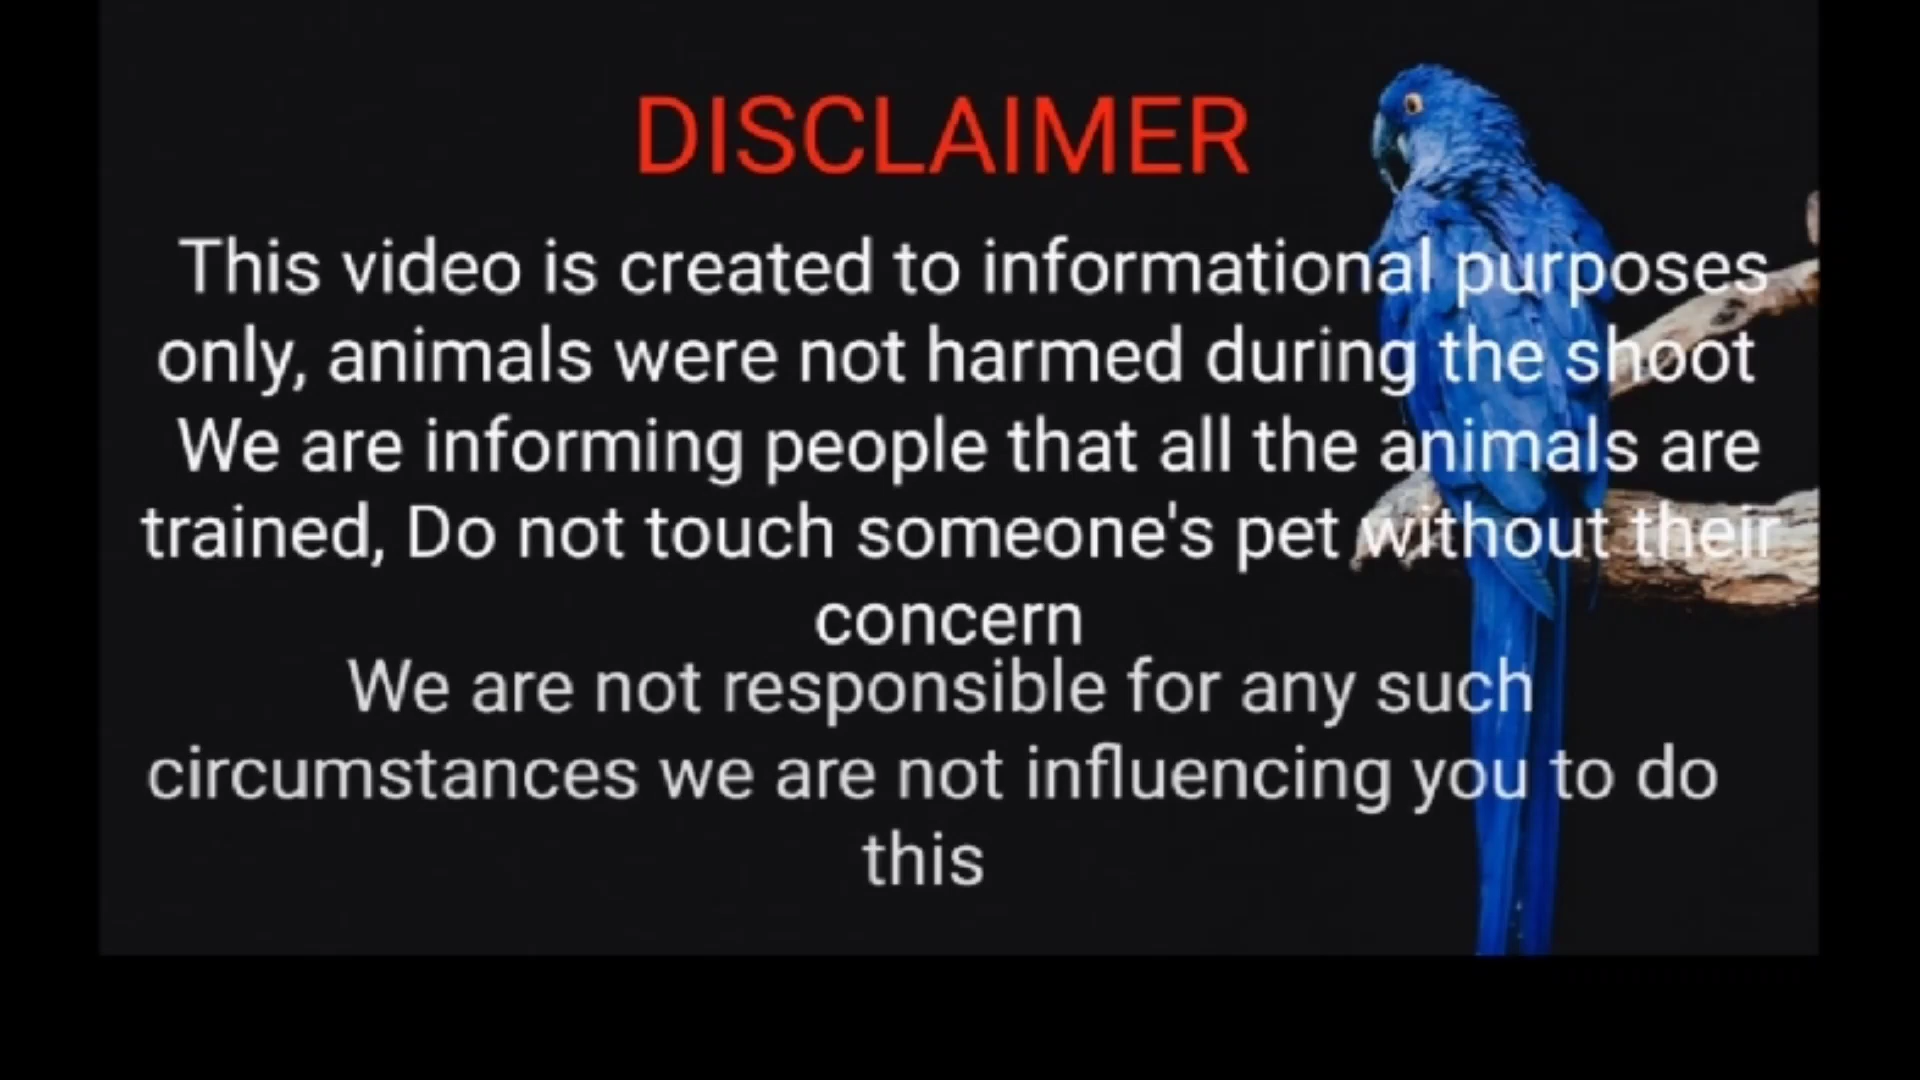 DISCLAIMER
This video is created to informational purposes
only, animals were not harmed during the shoot
We are informing people that all the animals are
trained, Do not touch someone's pet without their
concern
We are not responsible for any such
circumstances we are not influencing you to do
this